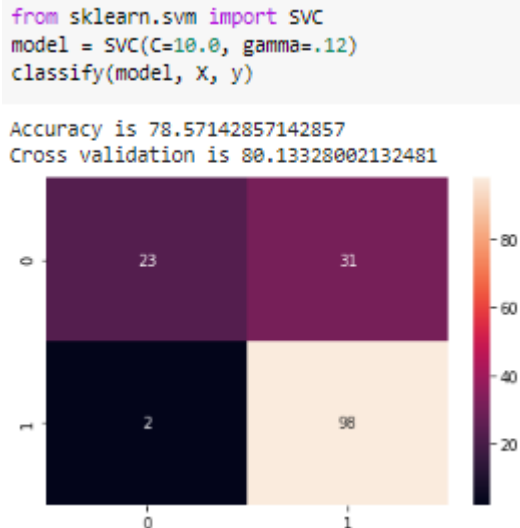 from sklearn.svm import SVC
model = SVC(C=10.0, gamma=.12)
classify(model, X, y)
Accuracy is 78.57142857142857
Cross validation is 80.13328002132481
0 23 31 80
60
40
1 2 98 20
0 1